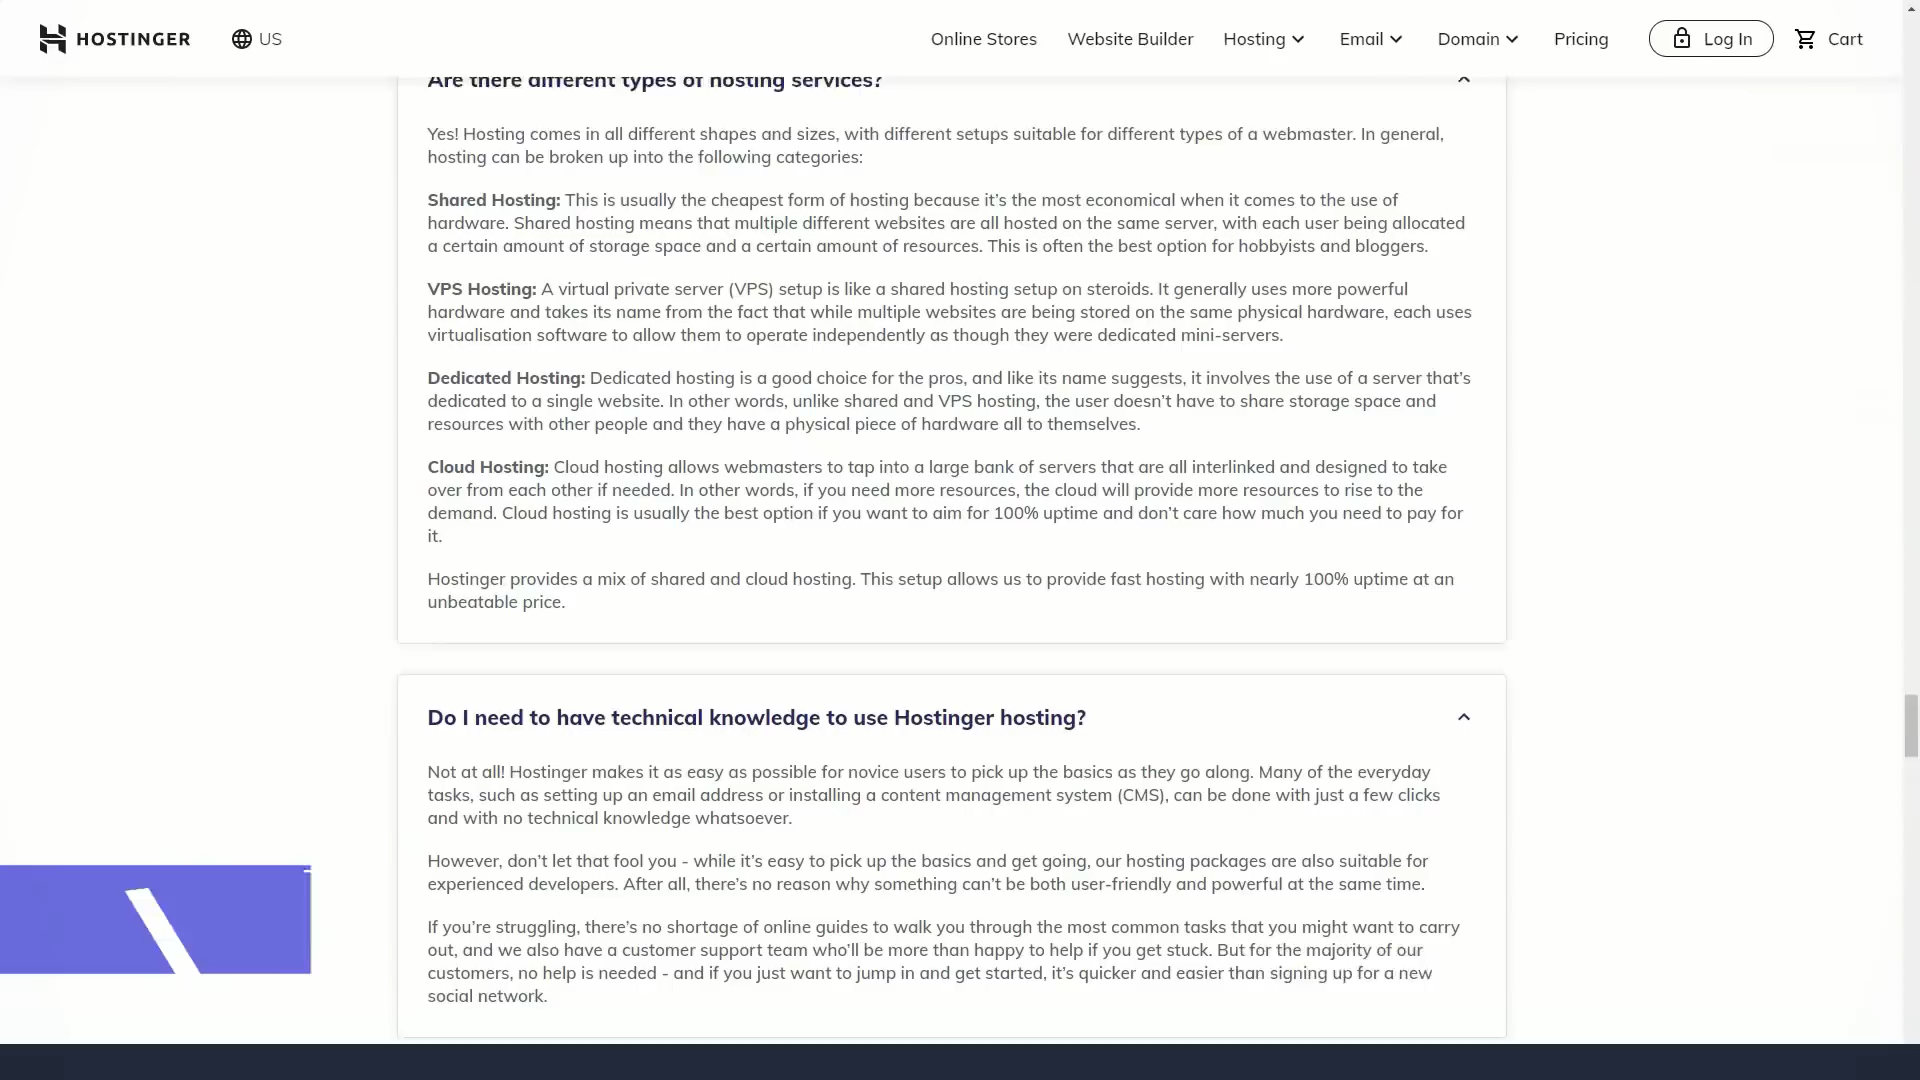 HOSTINGER
US
Online Stores
Website Builder
Hosting
Email
Domain
Pricing
Log In
Cart
Are there different types of hosting services?
Yes! Hosting comes in all different shapes and sizes, with different setups suitable for different types of a webmaster. In general,
hosting can be broken up into the following categories:
Shared Hosting: This is usually the cheapest form of hosting because it’s the most economical when it comes to the use of
hardware. Shared hosting means that multiple different websites are all hosted on the same server, with each user being allocated
a certain amount of storage space and a certain amount of resources. This is often the best option for hobbyists and bloggers.
VPS Hosting: A virtual private server (VPS) setup is like a shared hosting setup on steroids. It generally uses more powerful
hardware and takes its name from the fact that while multiple websites are being stored on the same physical hardware, each uses
virtualisation software to allow them to operate independently as though they were dedicated mini-servers.
Dedicated Hosting: Dedicated hosting is a good choice for the pros, and like its name suggests, it involves the use of a server that’s
dedicated to a single website. In other words, unlike shared and VPS hosting, the user doesn’t have to share storage space and
resources with other people and they have a physical piece of hardware all to themselves.
Cloud Hosting: Cloud hosting allows webmasters to tap into a large bank of servers that are all interlinked and designed to take
over from each other if needed. In other words, if you need more resources, the cloud will provide more resources to rise to the
demand. Cloud hosting is usually the best option if you want to aim for 100% uptime and don’t care how much you need to pay for
it.
Hostinger provides a mix of shared and cloud hosting. This setup allows us to provide fast hosting with nearly 100% uptime at an
unbeatable price.
Do I need to have technical knowledge to use Hostinger hosting?
Not at all! Hostinger makes it as easy as possible for novice users to pick up the basics as they go along. Many of the everyday
tasks, such as setting up an email address or installing a content management system (CMS), can be done with just a few clicks
and with no technical knowledge whatsoever.
However, don’t let that fool you - while it’s easy to pick up the basics and get going, our hosting packages are also suitable for
experienced developers. After all, there’s no reason why something can’t be both user-friendly and powerful at the same time.
If you’re struggling, there’s no shortage of online guides to walk you through the most common tasks that you might want to carry
out, and we also have a customer support team who’ll be more than happy to help if you get stuck. But for the majority of our
customers, no help is needed - and if you just want to jump in and get started, it’s quicker and easier than signing up for a new
social network.